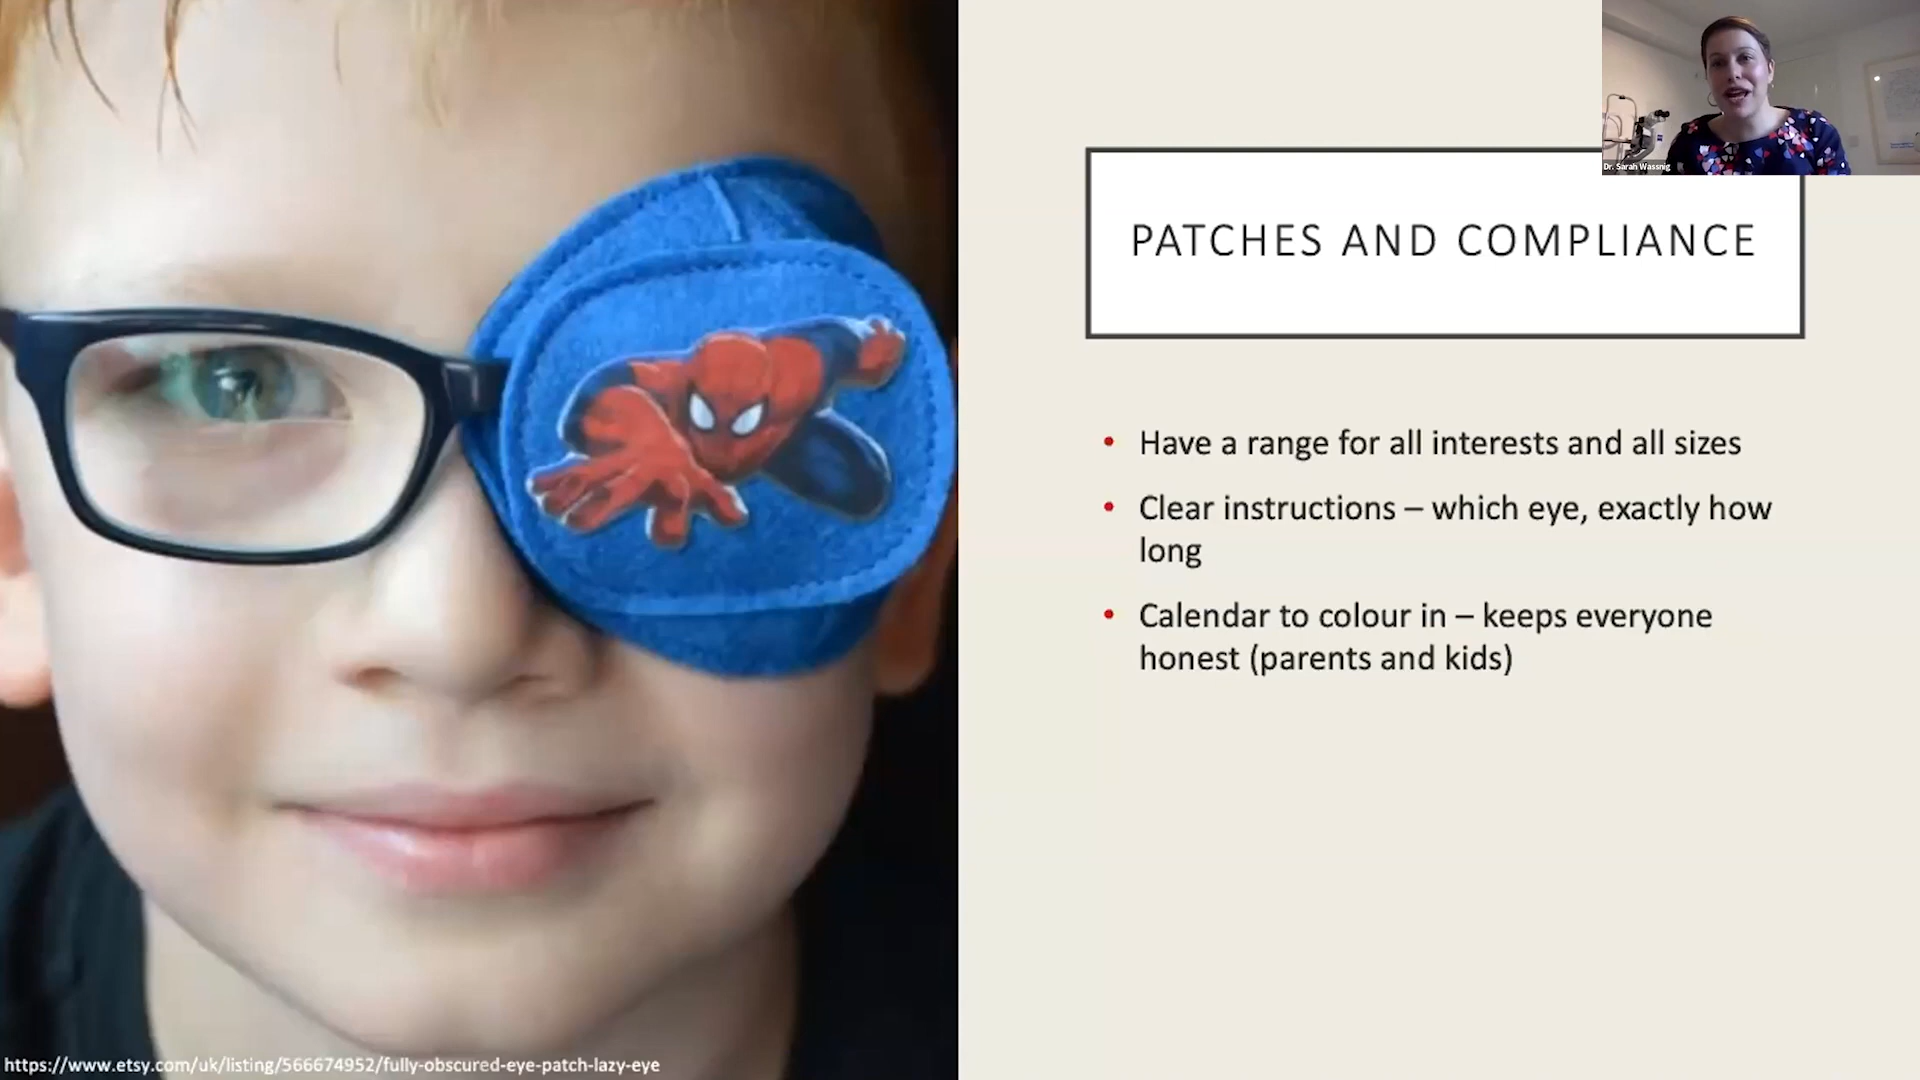 Dr. Sarah Wassnig
PATCHES AND COMPLIANCE
• Have a range for all interests and all sizes
• Clear instructions – which eye, exactly how
long
• Calendar to colour in – keeps everyone
honest (parents and kids)
https://www.etsy.com/uk/listing/566674952/fully-obscured-eye-patch-lazy-eye